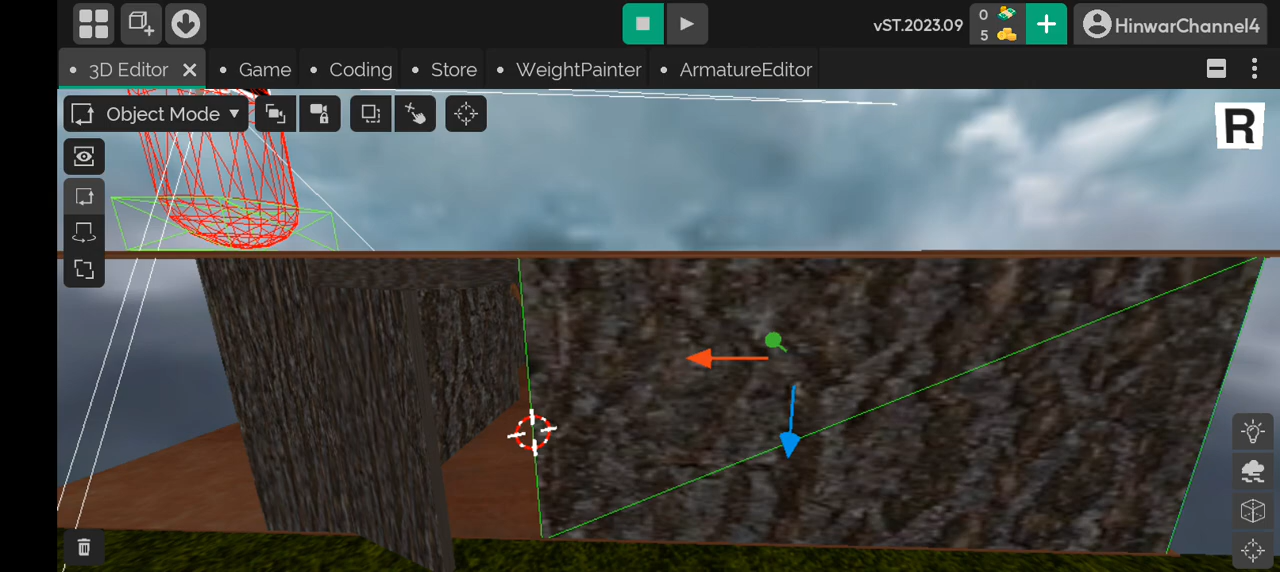 vST.2023.09
0
5
HinwarChannel4
• 3D Editor • Game • Coding • Store • WeightPainter • ArmatureEditor
Object Mode
R